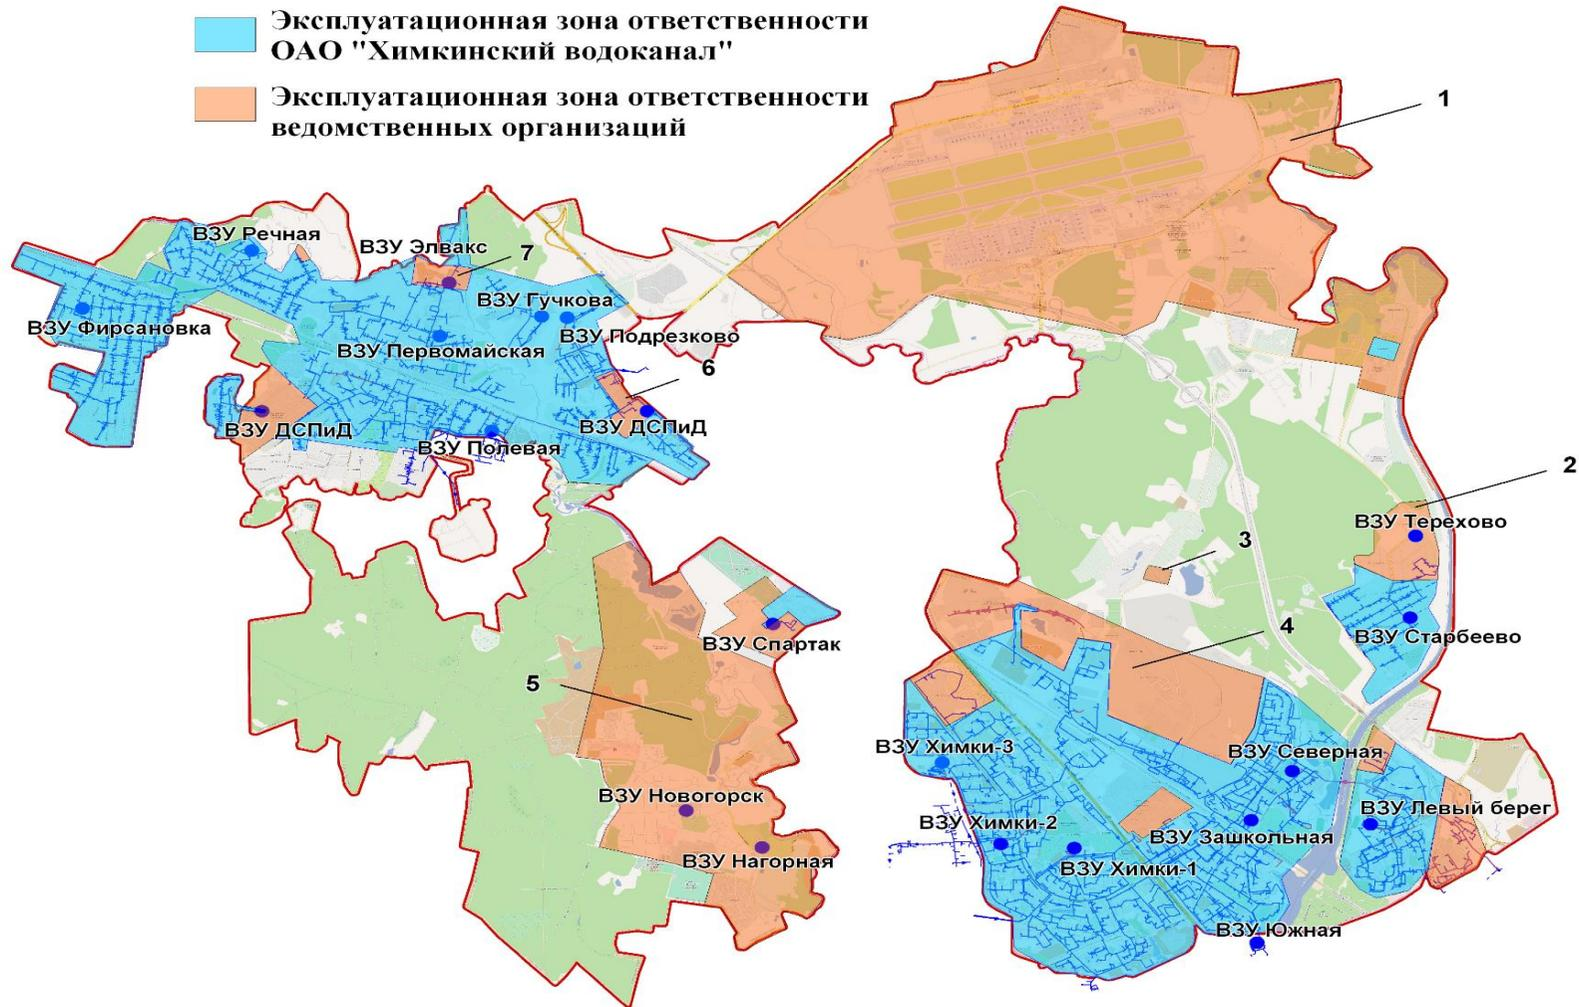 Эксплуатационная зона ответственности
ОАО "Химкинский водоканал"
Эксплуатационная зона ответственности
ведомственных организаций
1
ВЗУ Речная
ВЗУ Элвакс
7
ВЗУ Гучкова
ВЗУ Фирсановка
ВЗУ Подрезково
ВЗУ Первомайская
6
ВЗУ ДСПиД
ВЗУ ДСПиД
ВЗУ Полевая
2
ВЗУ Терехово
3
4
ВЗУ Старбеево
ВЗУ Спартак
5
ВЗУ Химки-3
ВЗУ Северная
ВЗУ Новогорск
ВЗУ Левый берег
ВЗУ Химки-2
ВЗУ Зашкольная
ВЗУ Нагорная
ВЗУ Химки-1
ВЗУ Южная